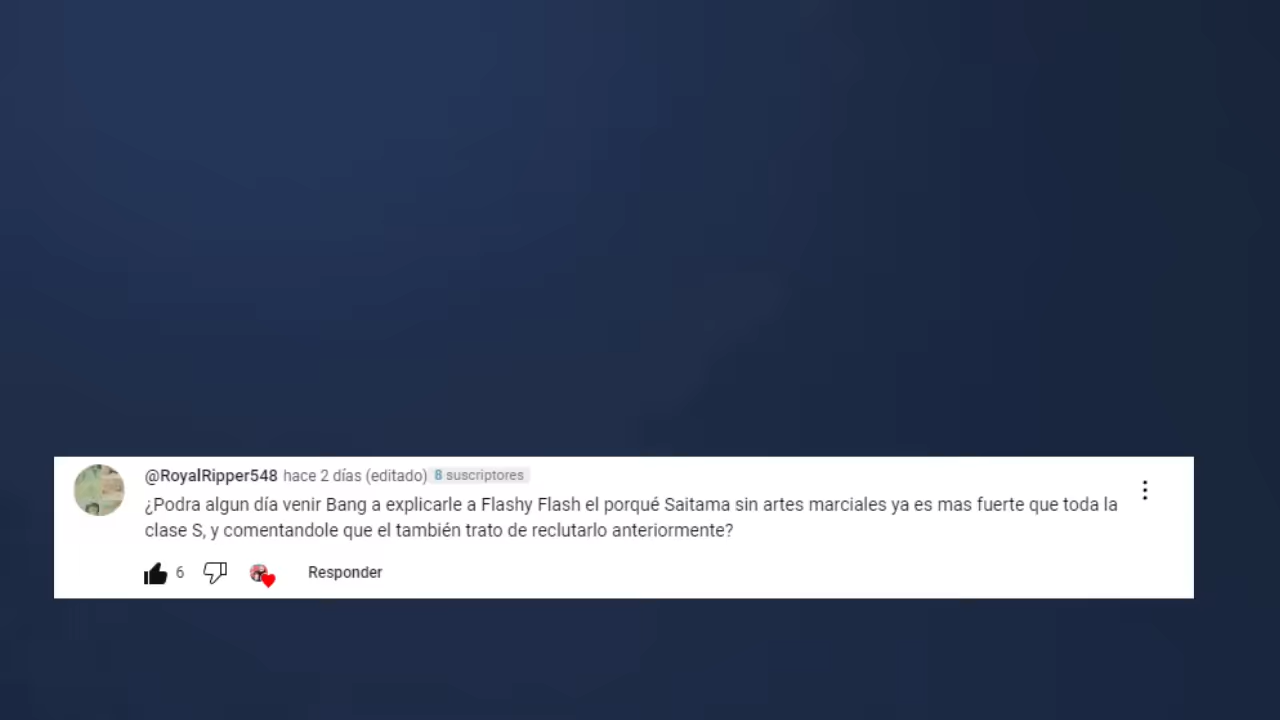 @RoyalRipper548 hace 2 días (editado) 8 suscriptores
¿Podra algun día venir Bang a explicarle a Flashy Flash el porqué Saitama sin artes marciales ya es mas fuerte que toda la
clase S, y comentandole que el también trato de reclutarlo anteriormente?
6 Responder